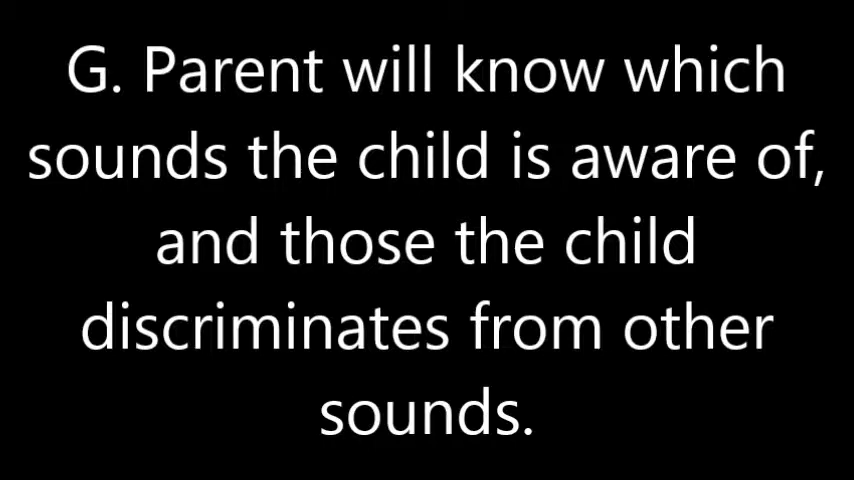 G. Parent will know which
sounds the child is aware of,
and those the child
discriminates from other
sounds.